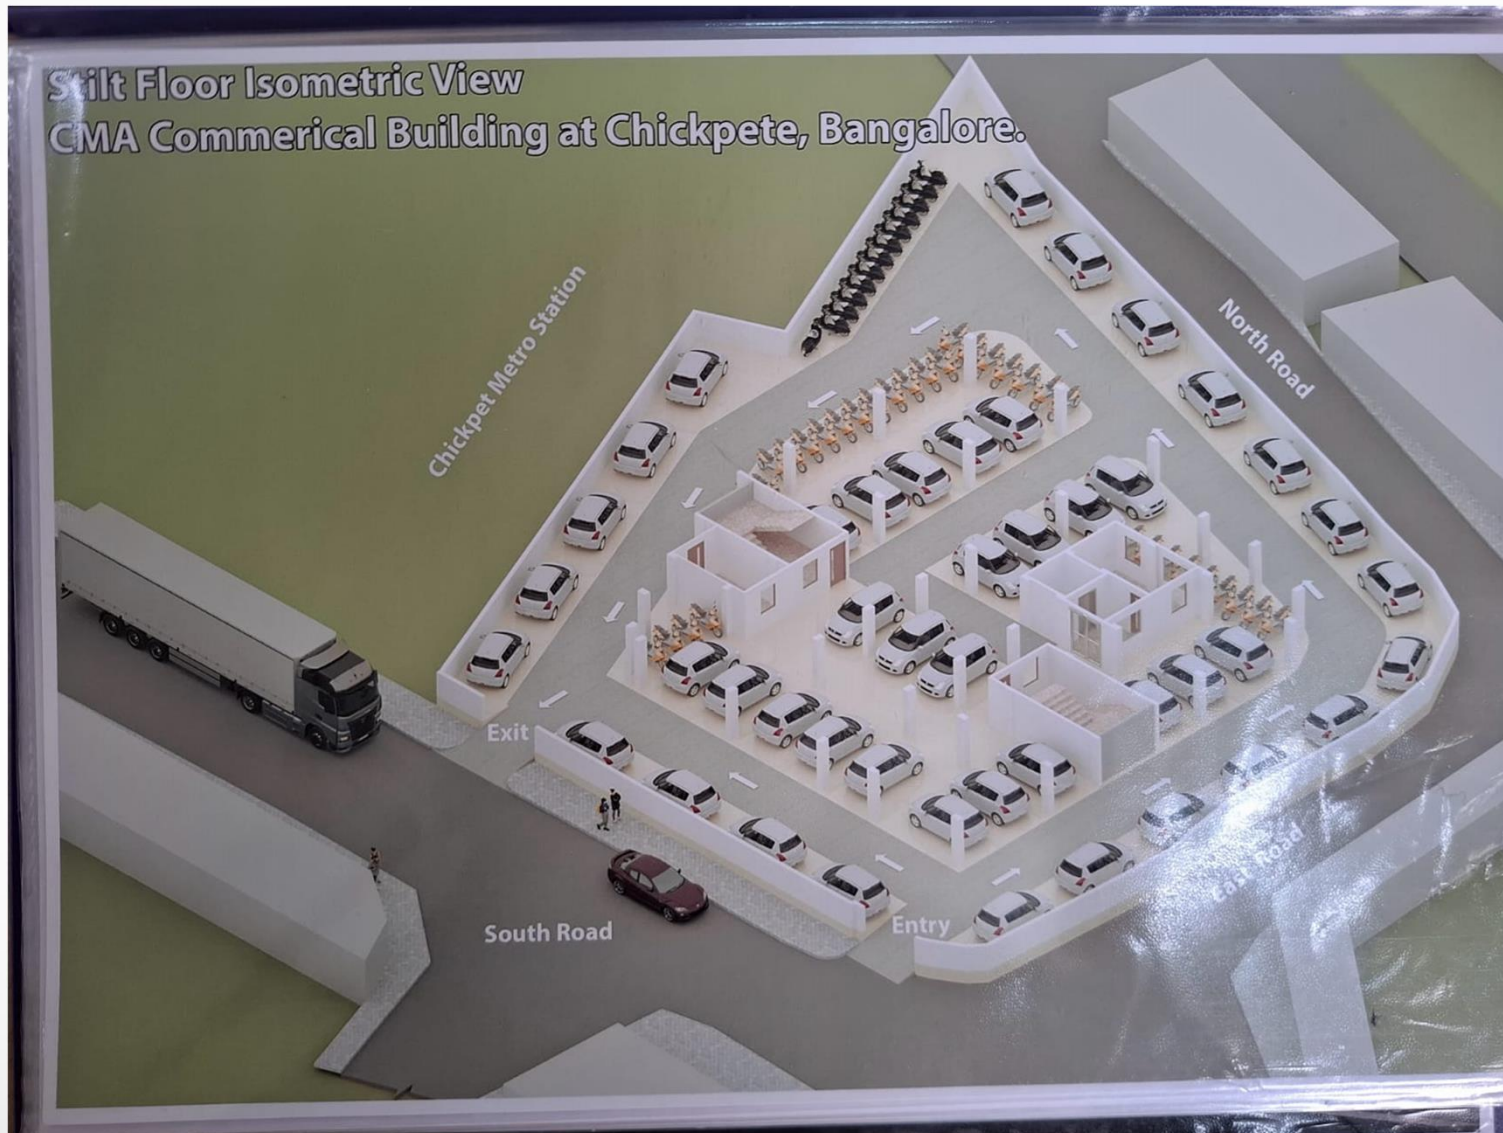 Stilt Floor Isometric View
CMA Commerical Building at Chickpete, Bangalore.
Chickpet Metro Station
North Road
Exit
East Road
South Road
Entry